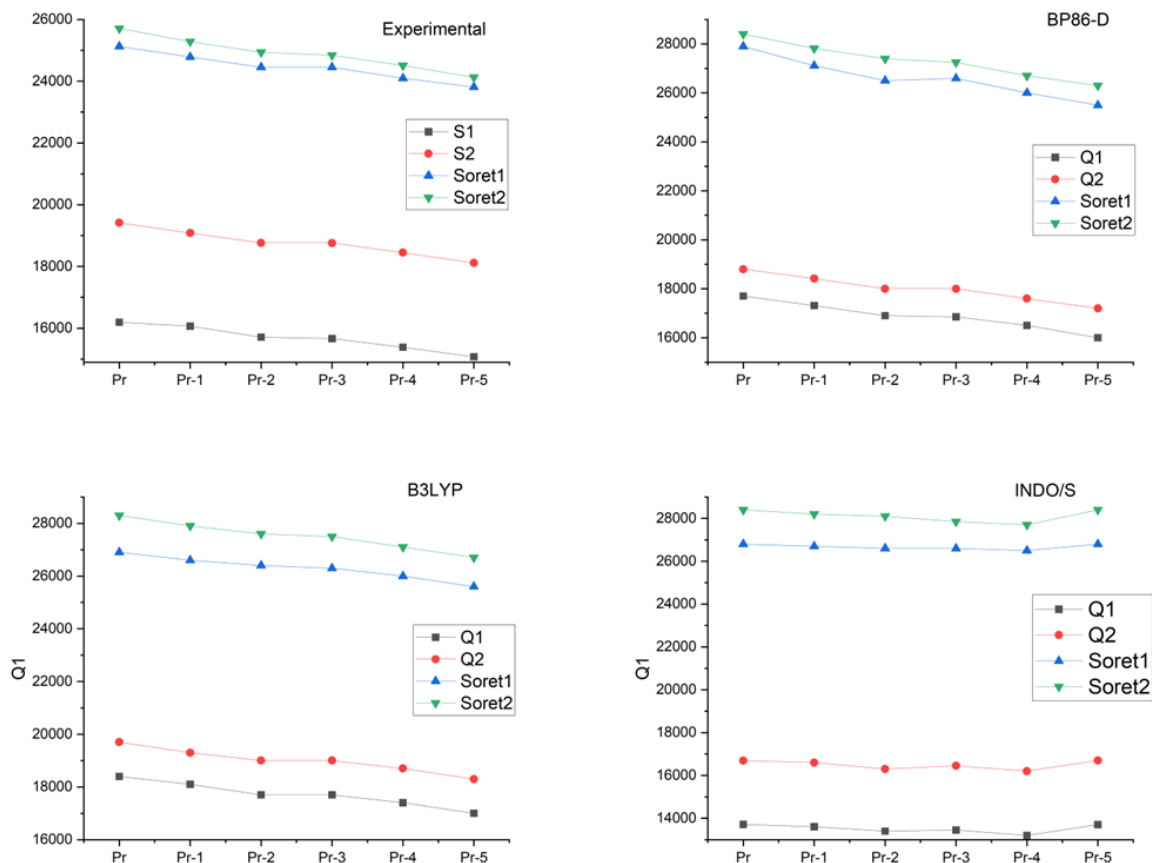 Experimental
26000
24000
22000
20000
18000
16000
S1
S2
Soret1
Soret2
Pr Pr-1 Pr-2 Pr-3 Pr-4 Pr-5
BP86-D
28000
26000
24000
22000
20000
18000
16000
Q1
Q2
Soret1
Soret2
Pr Pr-1 Pr-2 Pr-3 Pr-4 Pr-5
B3LYP
Q1
28000
26000
24000
22000
20000
18000
16000
Q1
Q2
Soret1
Soret2
Pr Pr-1 Pr-2 Pr-3 Pr-4 Pr-5
INDO/S
Q1
28000
26000
24000
22000
20000
18000
16000
14000
Q1
Q2
Soret1
Soret2
Pr Pr-1 Pr-2 Pr-3 Pr-4 Pr-5